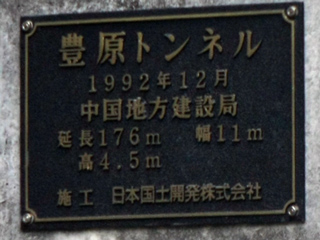 豊原トンネル
1992年12月
中国地方建設局
延長176m 幅11m
高4.5m
施工 日本国土開発株式会社